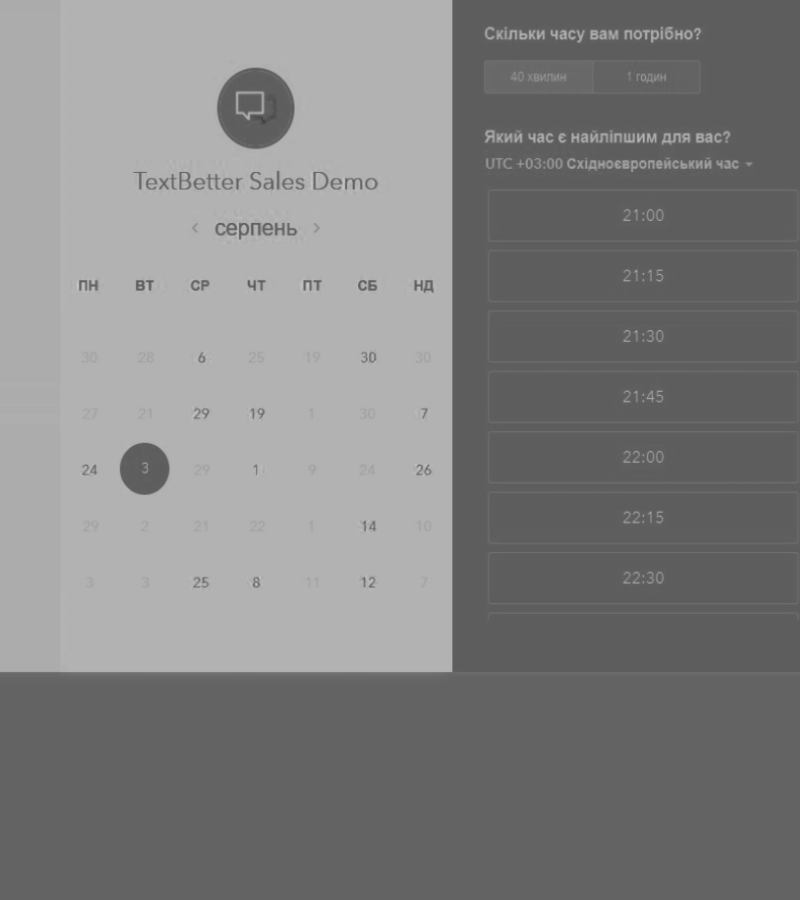 TextBetter Sales Demo
серпень
ПН ВТ СР ЧТ ПТ СБ НД
30 28 6 25 19 30 30
27 21 29 19 1 30 7
24 3 29 1 9 24 26
29 2 21 22 1 14 10
3 3 25 8 11 12 7
Скільки часу вам потрібно?
40 хвилин 1 годин
Який час є найліпшим для вас?
UTC +03:00 Східноєвропейський час
21:00
21:15
21:30
21:45
22:00
22:15
22:30